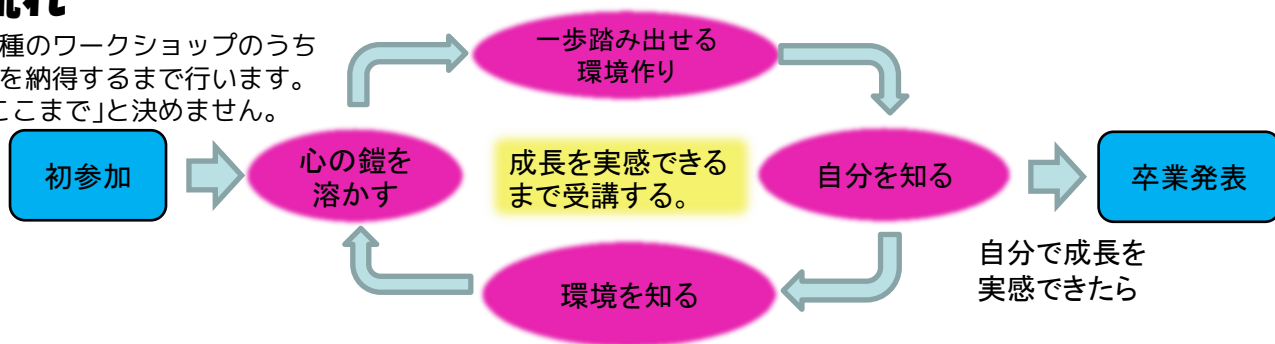 流れ
種のワークショップのうち
を納得するまで行います。
ここまで」と決めません。
初参加
心の鎧を
溶かす
一歩踏み出せる
環境作り
成長を実感できる
まで受講する。
自分を知る
環境を知る
卒業発表
自分で成長を
実感できたら